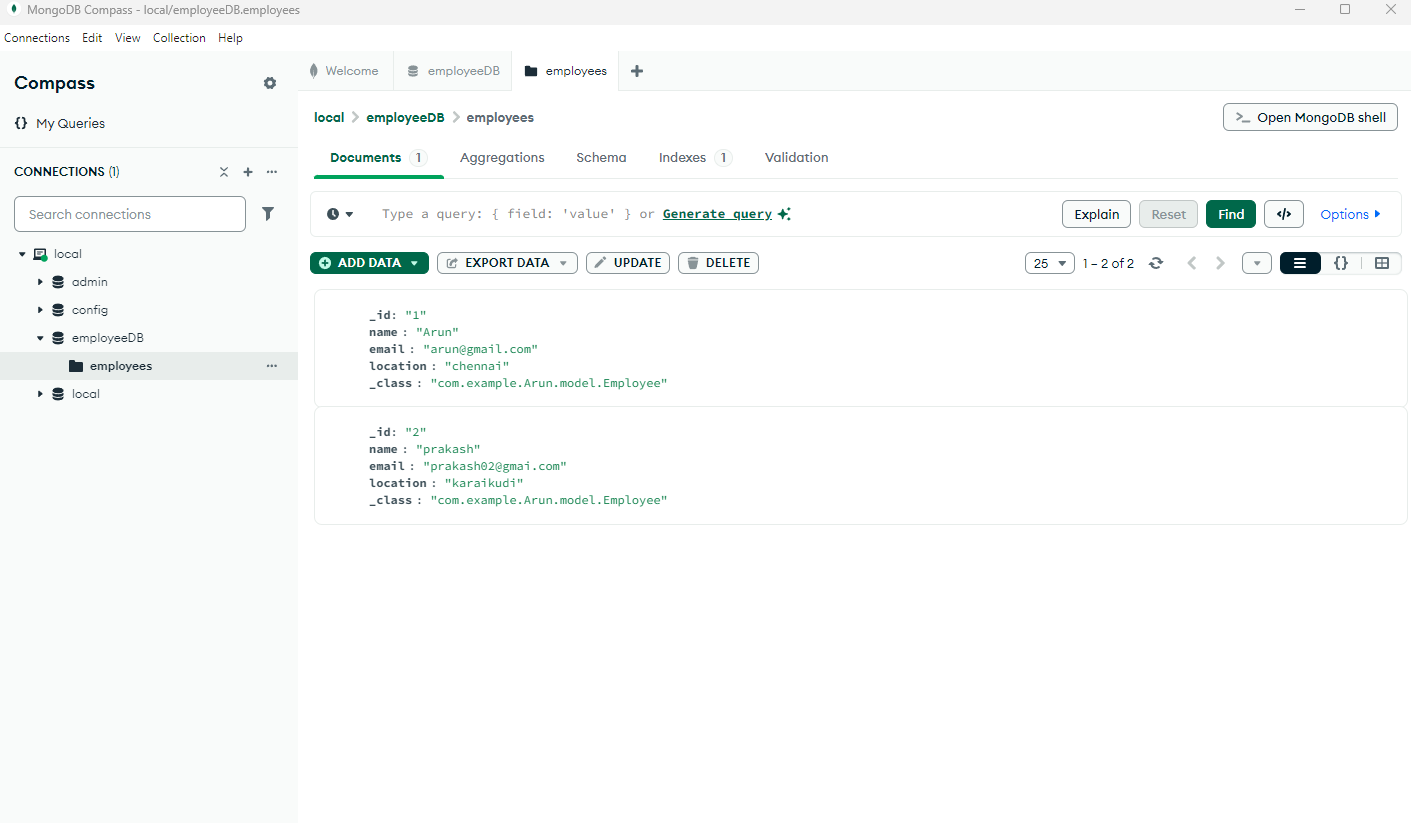 MongoDB Compass - local/employeeDB.employees
Connections Edit View Collection Help
Compass
{} My Queries
CONNECTIONS (1)
Search connections
local
admin
config
employeeDB
employees
local
Welcome employeeDB employees
local > employeeDB > employees
>_ Open MongoDB shell
Documents 1 Aggregations Schema Indexes 1 Validation
Type a query: { field: 'value' } or Generate query
Explain Reset Find </> Options
ADD DATA EXPORT DATA UPDATE DELETE
25 1 – 2 of 2 {}
_id: "1"
name : "Arun"
email : "arun@gmail.com"
location : "chennai"
_class : "com.example.Arun.model.Employee"
_id: "2"
name : "prakash"
email : "prakash02@gmai.com"
location : "karaikudi"
_class : "com.example.Arun.model.Employee"